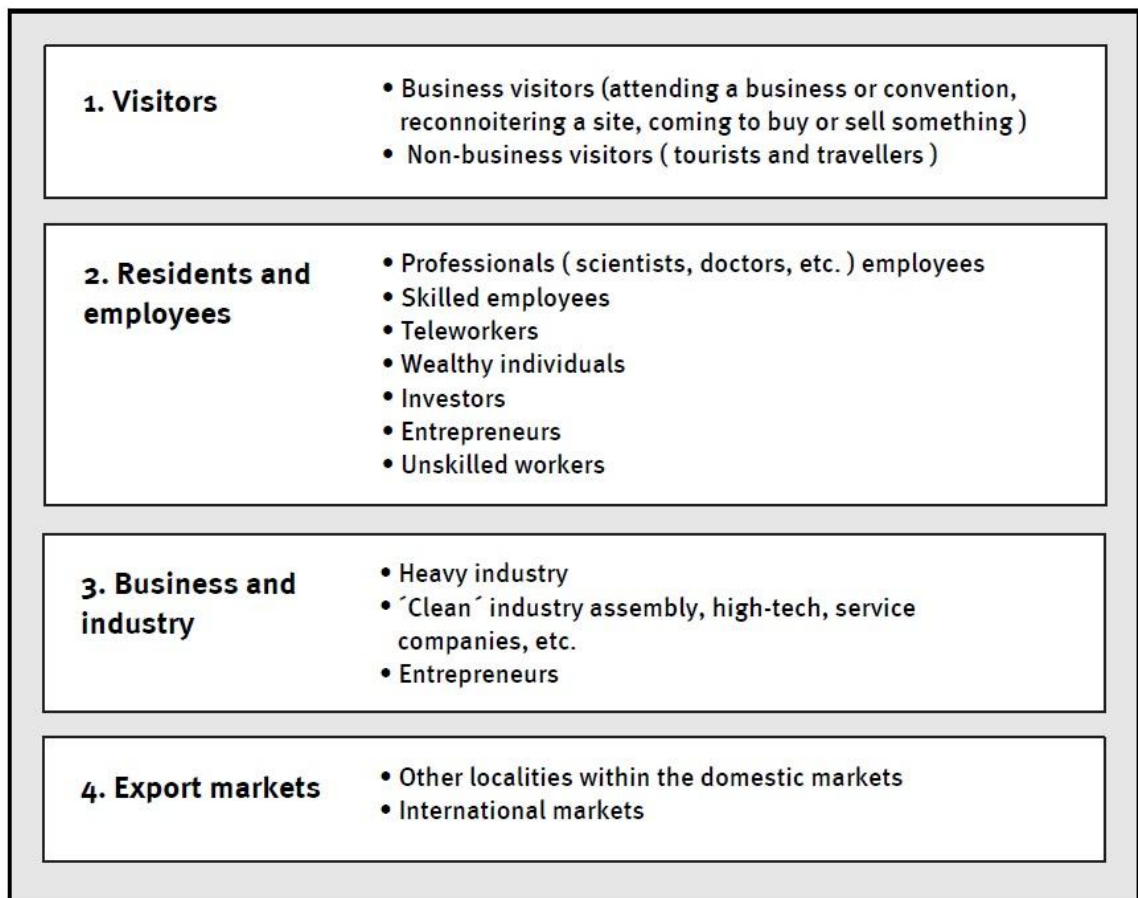 1. Visitors
• Business visitors (attending a business or convention,
reconnoitering a site, coming to buy or sell something )
• Non-business visitors ( tourists and travellers )
2. Residents and
employees
• Professionals ( scientists, doctors, etc. ) employees
• Skilled employees
• Teleworkers
• Wealthy individuals
• Investors
• Entrepreneurs
• Unskilled workers
3. Business and
industry
• Heavy industry
• ´Clean´ industry assembly, high-tech, service
companies, etc.
• Entrepreneurs
4. Export markets
• Other localities within the domestic markets
• International markets